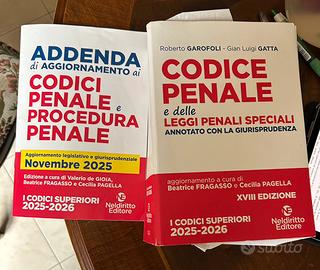 ADDENDA
di AGGIORNAMENTO ai
CODICI
PENALE e
PROCEDURA
PENALE
Aggiornamento legislativo e giurisprudenziale
Novembre 2025
Edizione a cura di Valerio de GIOIA,
Beatrice FRAGASSO e Cecilia PAGELLA
I CODICI SUPERIORI
2025-2026
NE
Neldiritto
Editore
Roberto GAROFOLI - Gian Luigi GATTA
CODICE
PENALE
e delle
LEGGI PENALI SPECIALI
ANNOTATO CON LA GIURISPRUDENZA
aggiornamento a cura di
Beatrice FRAGASSO e Cecilia PAGELLA
XVIII EDIZIONE
I CODICI SUPERIORI
2025-2026
NE
Neldiritto
Editore
subito